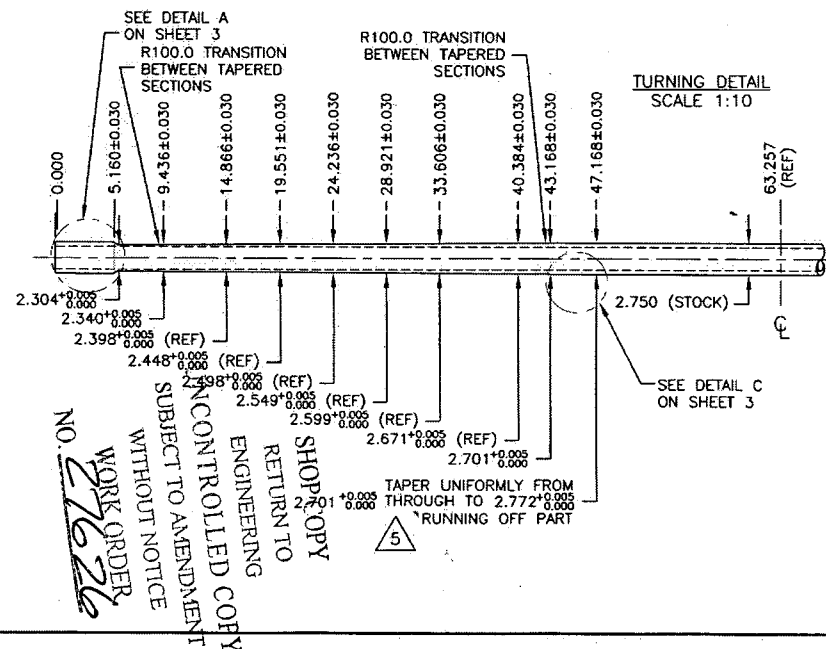 SEE DETAIL A
ON SHEET 3
R100.0 TRANSITION
BETWEEN TAPERED
SECTIONS
R100.0 TRANSITION
BETWEEN TAPERED
SECTIONS
TURNING DETAIL
SCALE 1:10
0.000
5.160±0.030
9.436±0.030
14.866±0.030
19.551±0.030
24.236±0.030
28.921±0.030
33.606±0.030
40.384±0.030
43.168±0.030
47.168±0.030
63.257
(REF)
2.304+0.005 0.000
2.340+0.005 0.000
2.398+0.005 0.000 (REF)
2.448+0.005 0.000 (REF)
2.498+0.005 0.000 (REF)
2.549+0.005 0.000 (REF)
2.599+0.005 0.000 (REF)
2.671+0.005 0.000 (REF)
2.701+0.005 0.000
2.750 (STOCK)
℄
SEE DETAIL C
ON SHEET 3
TAPER UNIFORMLY FROM
2.701 +0.005 0.000 THROUGH TO 2.772+0.005 0.000
RUNNING OFF PART
5
SHOP COPY
RETURN TO
ENGINEERING
UNCONTROLLED COPY
SUBJECT TO AMENDMENT
WITHOUT NOTICE
WORK ORDER
NO. 27626